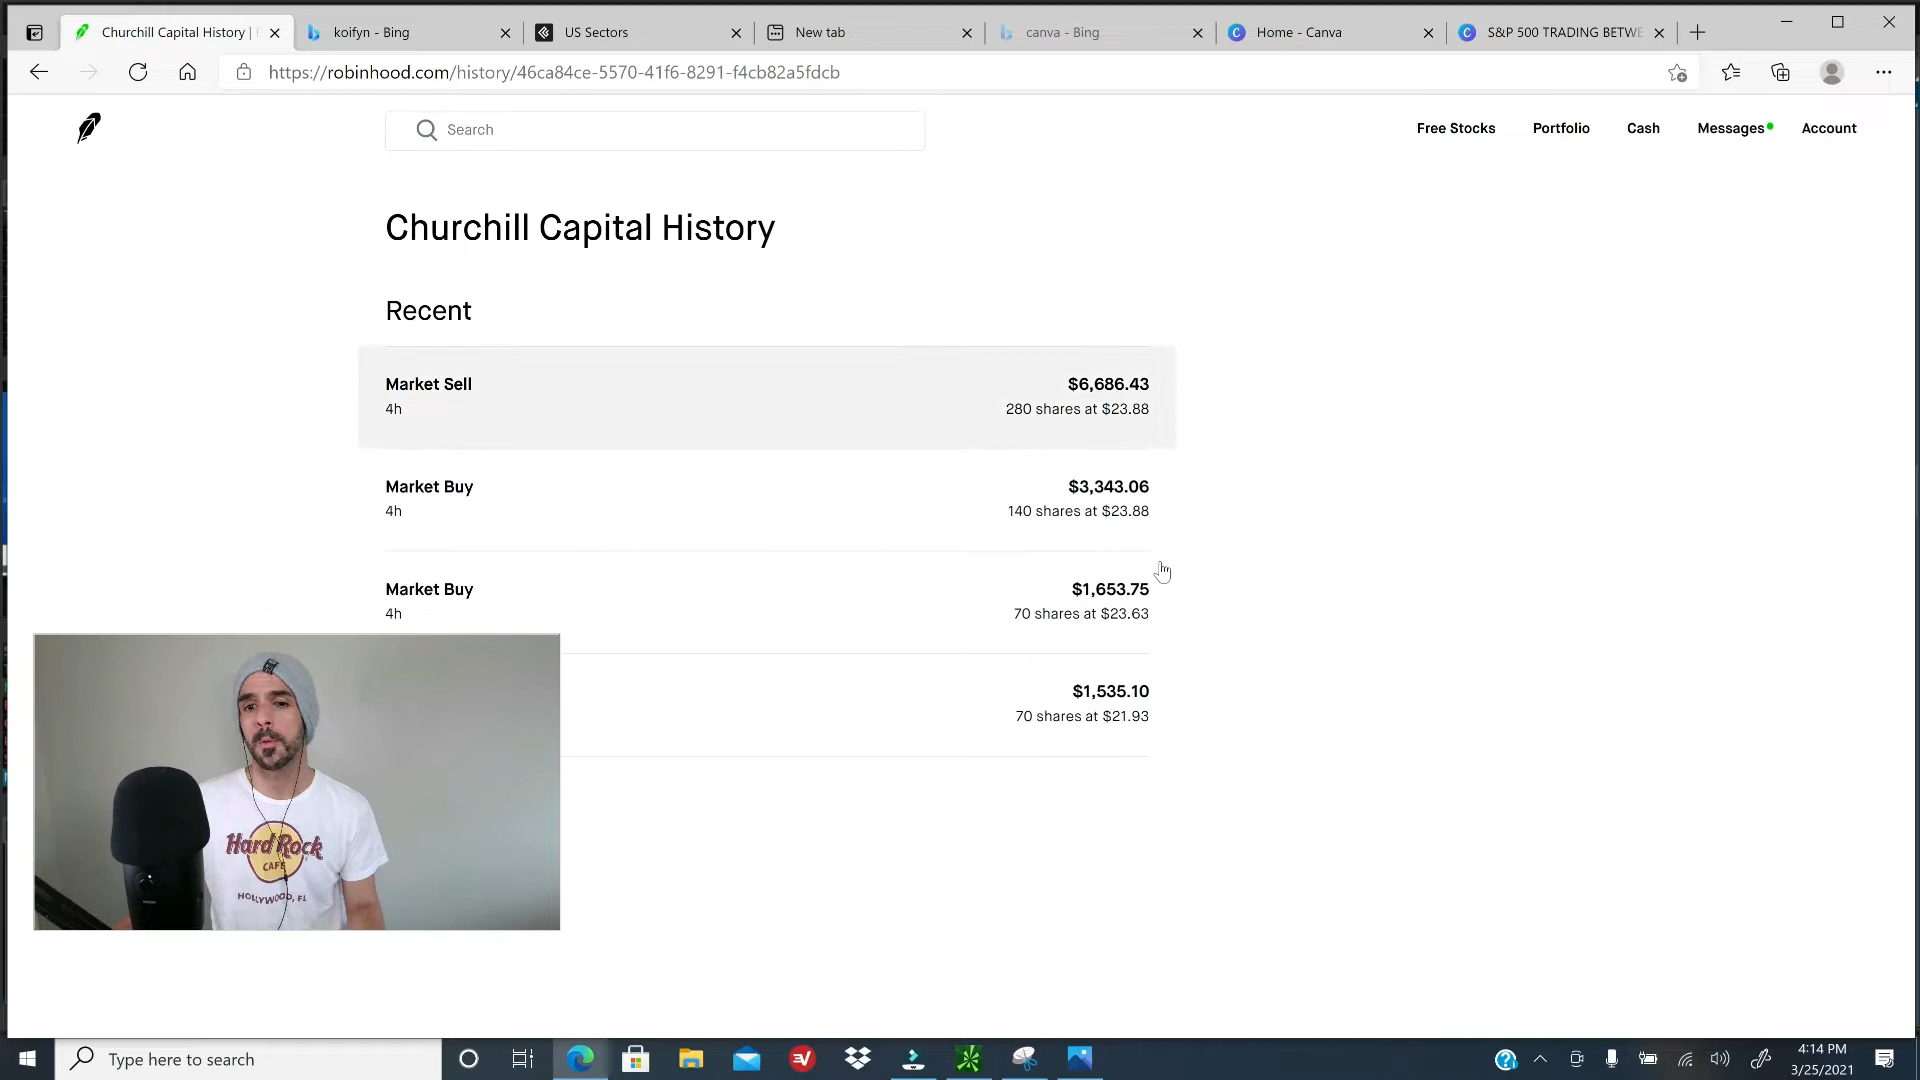 Churchill Capital History |
koifyn - Bing
US Sectors
New tab
canva - Bing
Home - Canva
S&P 500 TRADING BETWE
https://robinhood.com/history/46ca84ce-5570-41f6-8291-f4cb82a5fdcb
Search
Free Stocks
Portfolio
Cash
Messages
Account
Churchill Capital History
Recent
Market Sell
$6,686.43
4h
280 shares at $23.88
Market Buy
$3,343.06
4h
140 shares at $23.88
Market Buy
$1,653.75
4h
70 shares at $23.63
$1,535.10
70 shares at $21.93
Hard Rock
CAFE
HOLLYWOOD, FL
Type here to search
4:14 PM
3/25/2021